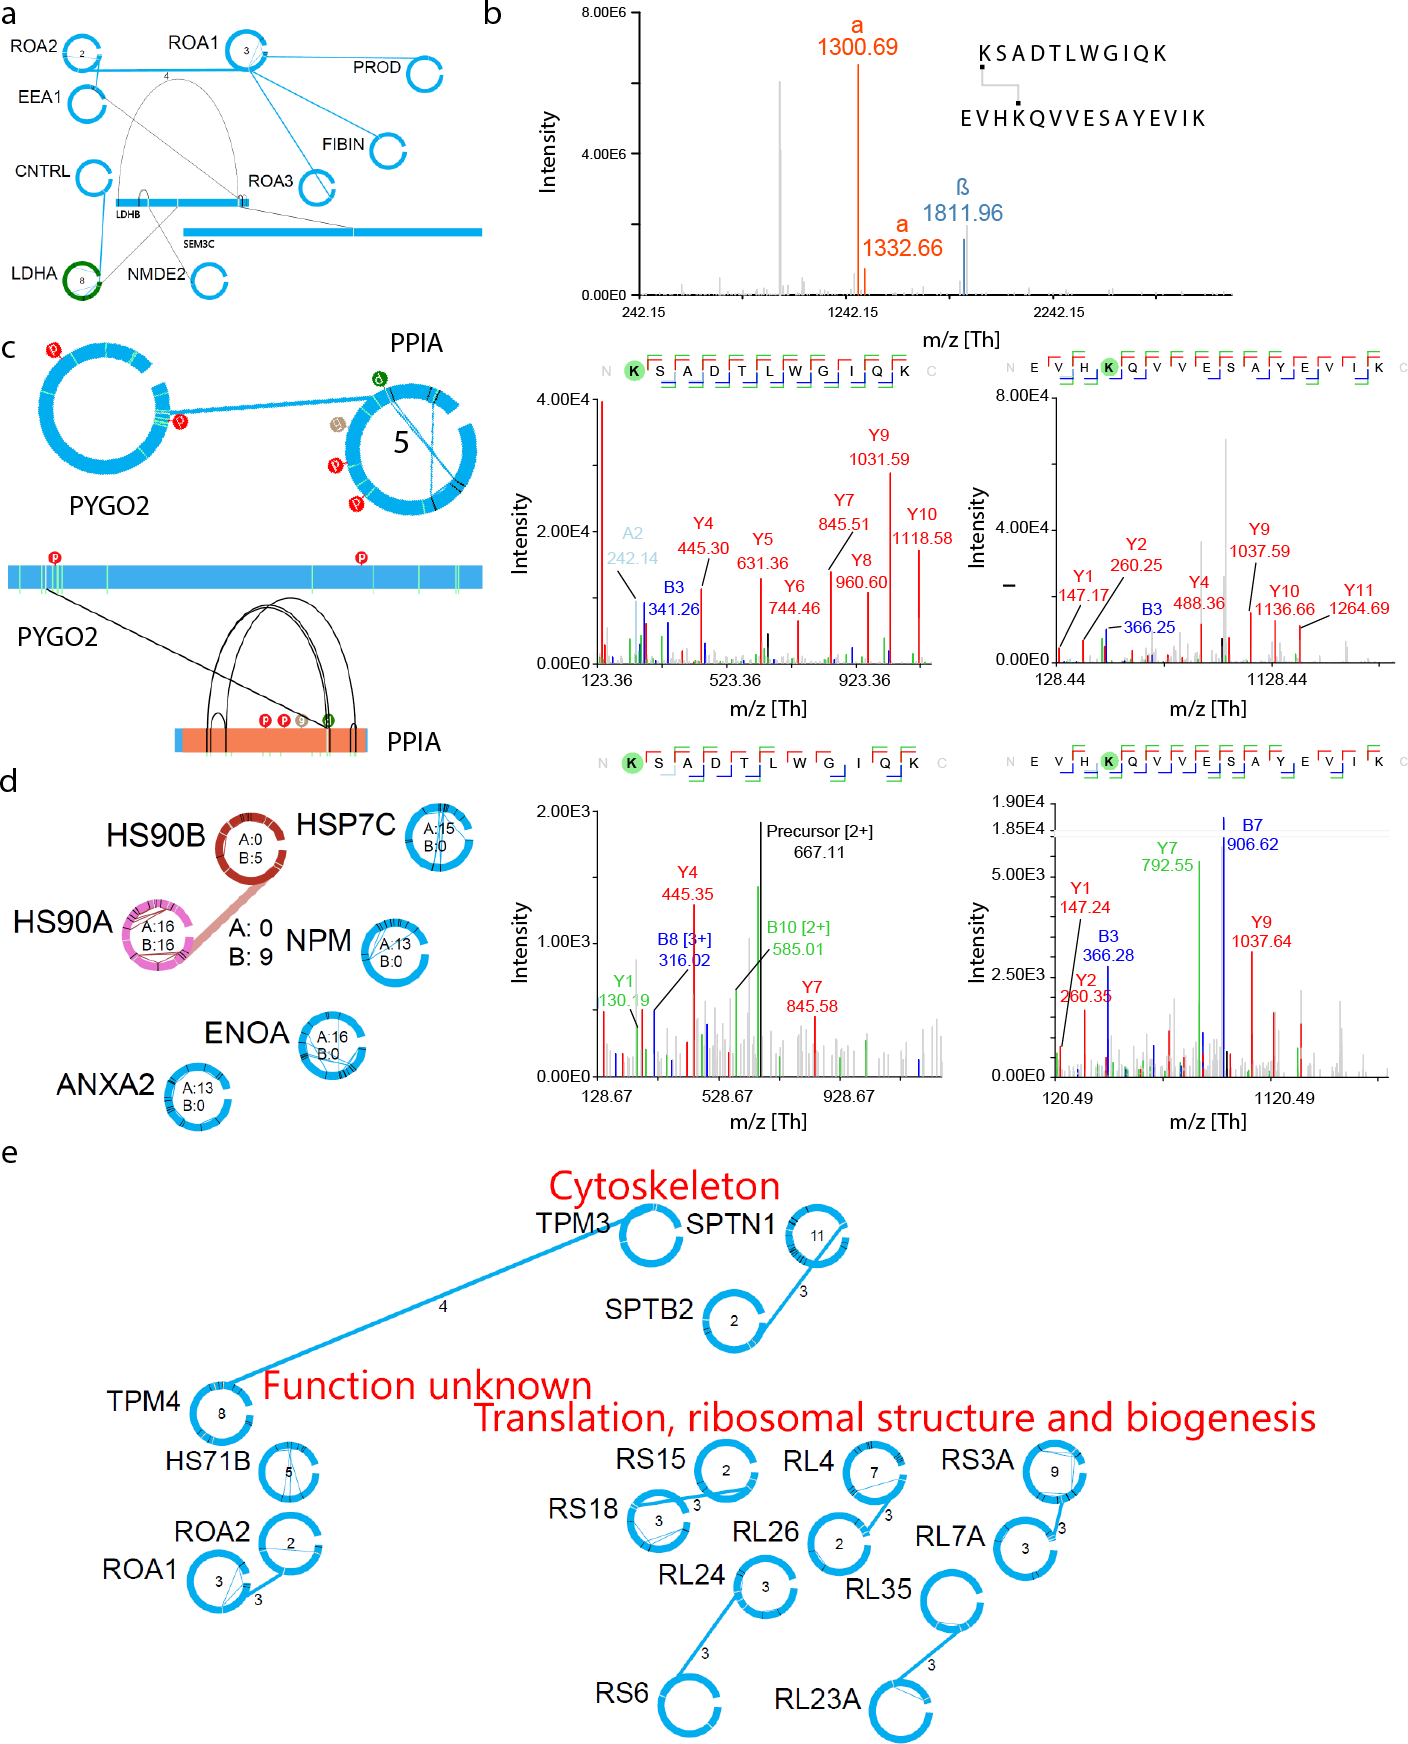 a
ROA2
2
ROA1
3
PROD
4
EEA1
FIBIN
CNTRL
ROA3
LDHB
SEM3C
LDHA
8
NMDE2
b
8.00E6
4.00E6
0.00E0
Intensity
a
1300.69
a
1332.66
ß
1811.96
KSADTLWGIQK
EVHKQVVESAYEVIK
242.15
1242.15
2242.15
m/z [Th]
c
PPIA
P
P
P
P
5
PYGO2
P
P
PYGO2
P
P
PPIA
N K S A D T L W G I Q K C
4.00E4
2.00E4
0.00E0
Intensity
A2
242.14
B3
341.26
Y4
445.30
Y5
631.36
Y6
744.46
Y7
845.51
Y8
960.60
Y9
1031.59
Y10
1118.58
123.36
523.36
923.36
m/z [Th]
N E V H K Q V V E S A Y E V I K C
8.00E4
4.00E4
0.00E0
Intensity
Y1
147.17
Y2
260.25
B3
366.25
Y4
488.36
Y9
1037.59
Y10
1136.66
Y11
1264.69
128.44
1128.44
m/z [Th]
N K S A D T L W G I Q K C
2.00E3
1.00E3
0.00E0
Intensity
Y1
130.19
B8 [3+]
316.02
Y4
445.35
Precursor [2+]
667.11
B10 [2+]
585.01
Y7
845.58
128.67
528.67
928.67
m/z [Th]
N E V H K Q V V E S A Y E V I K C
1.90E4
1.85E4
5.00E3
2.50E3
0.00E0
Intensity
Y1
147.24
Y2
260.35
B3
366.28
Y7
792.55
B7
906.62
Y9
1037.64
120.49
1120.49
m/z [Th]
d
HS90B
A:0
B:5
HSP7C
A:15
B:0
HS90A
A:16
B:16
A: 0
B: 9
NPM
A:13
B:0
ENOA
A:16
B:0
ANXA2
A:13
B:0
e
Cytoskeleton
TPM3
SPTN1
11
SPTB2
2
3
4
TPM4
8
Function unknown
Translation, ribosomal structure and biogenesis
HS71B
5
ROA2
2
ROA1
3
3
RS15
2
RS18
3
3
RL4
7
RL26
2
3
RS3A
9
RL7A
3
3
RL24
3
RS6
3
RL35
RL23A
3